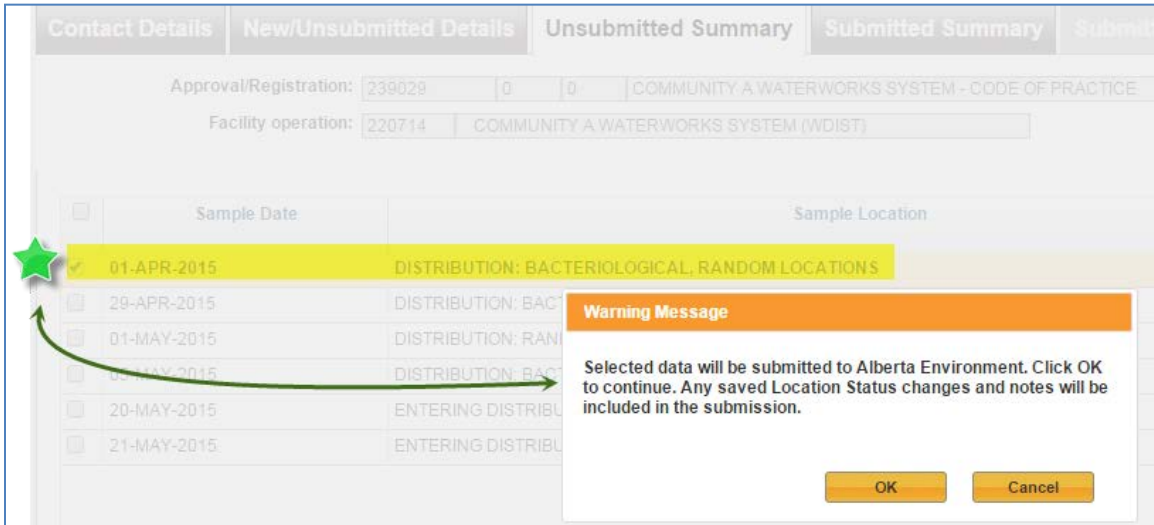 Contact Details New/Unsubmitted Details Unsubmitted Summary Submitted Summary
Approval/Registration: 239029 0 0 COMMUNITY A WATERWORKS SYSTEM - CODE OF PRACTICE
Facility operation: 220714 COMMUNITY A WATERWORKS SYSTEM (WDIST)
Sample Date Sample Location
01-APR-2015 DISTRIBUTION: BACTERIOLOGICAL, RANDOM LOCATIONS
29-APR-2015 DISTRIBUTION: BACT
01-MAY-2015 DISTRIBUTION: RAN
05-MAY-2015 DISTRIBUTION: BACT
20-MAY-2015 ENTERING DISTRIBU
21-MAY-2015 ENTERING DISTRIBU
Warning Message
Selected data will be submitted to Alberta Environment. Click OK
to continue. Any saved Location Status changes and notes will be
included in the submission.
OK Cancel